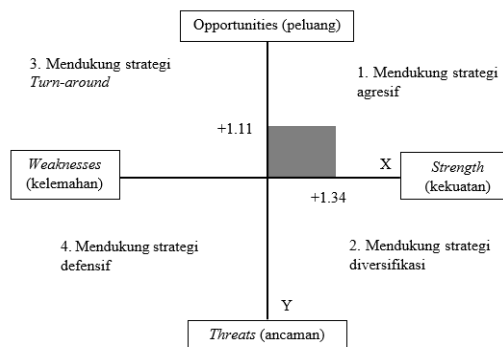 Opportunities (peluang)
3. Mendukung strategi
Turn-around
1. Mendukung strategi
agresif
+1.11
Weaknesses
(kelemahan)
X
Strength
(kekuatan)
+1.34
4. Mendukung strategi
defensif
2. Mendukung strategi
diversifikasi
Y
Threats (ancaman)